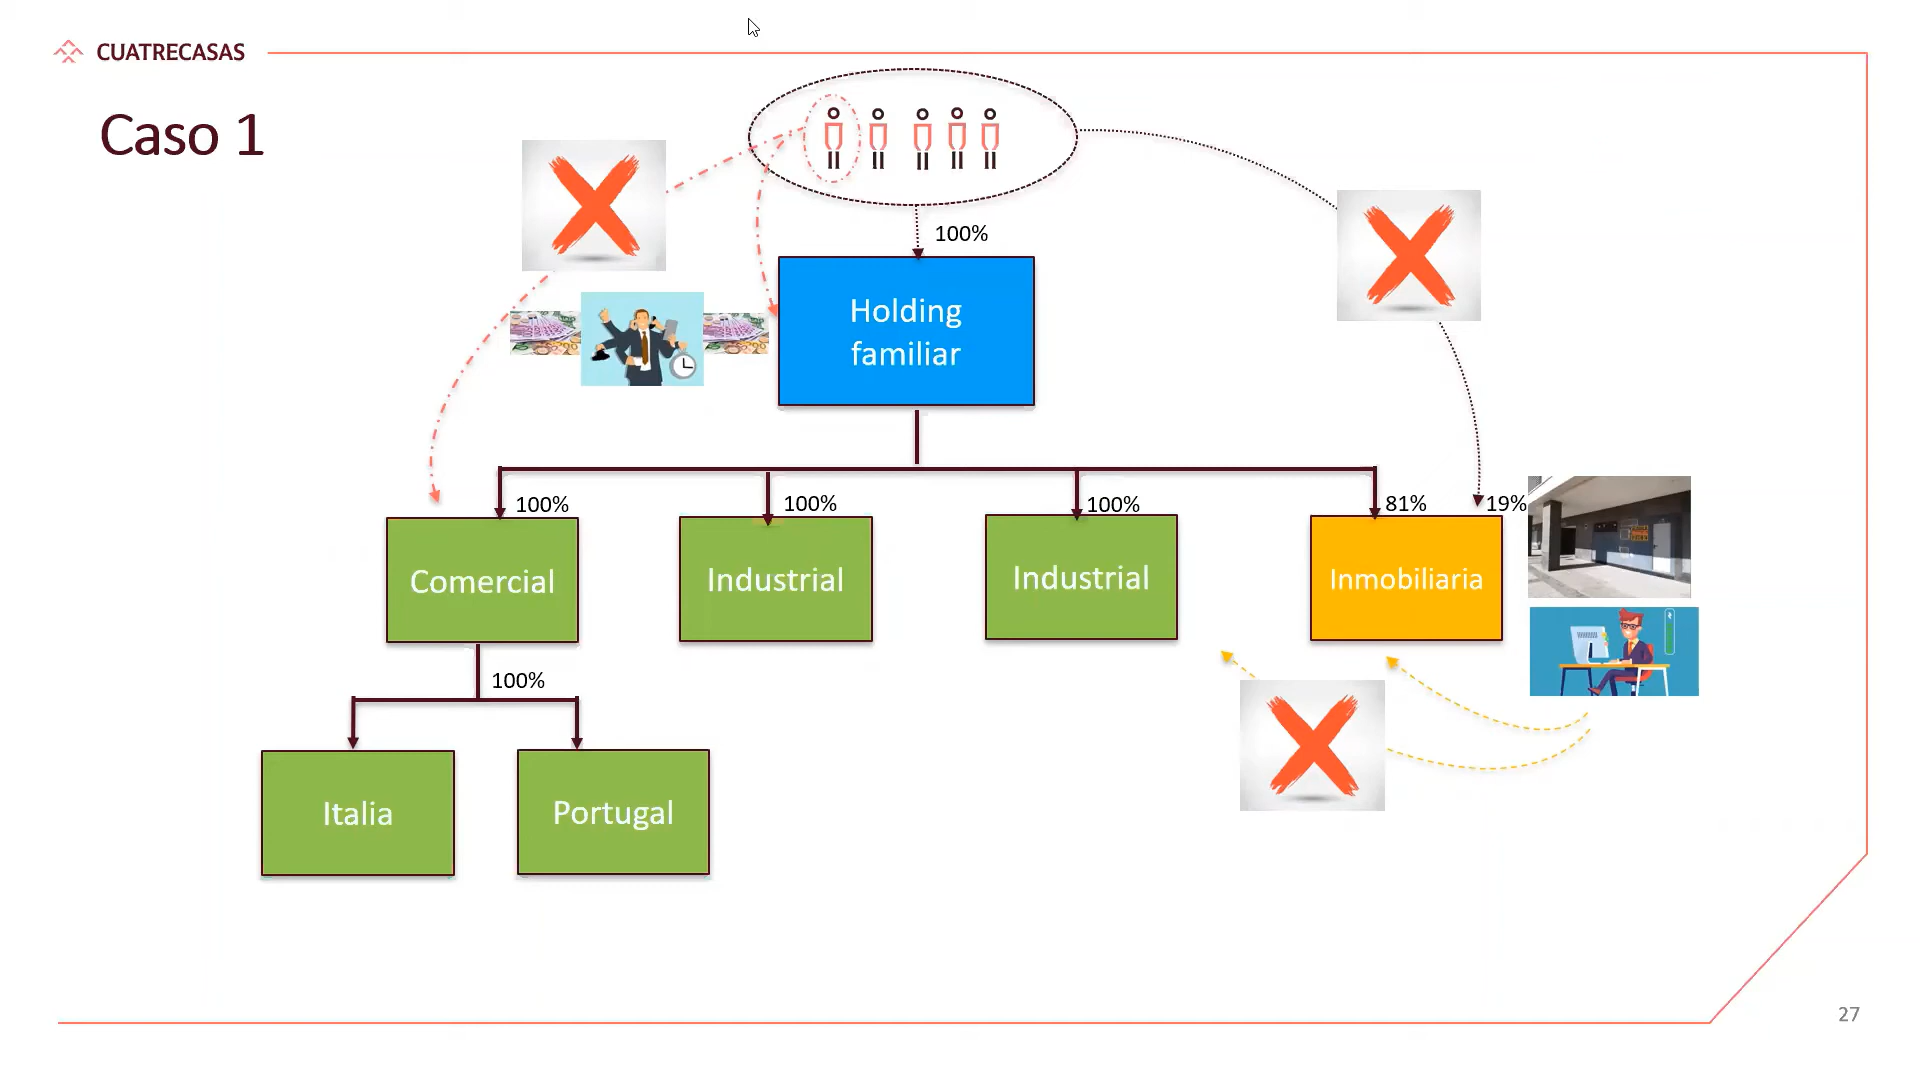 CUATRECASAS
Caso 1
100%
Holding
familiar
100%
100%
100%
81%
19%
Comercial
Industrial
Industrial
Inmobiliaria
100%
Italia
Portugal
27